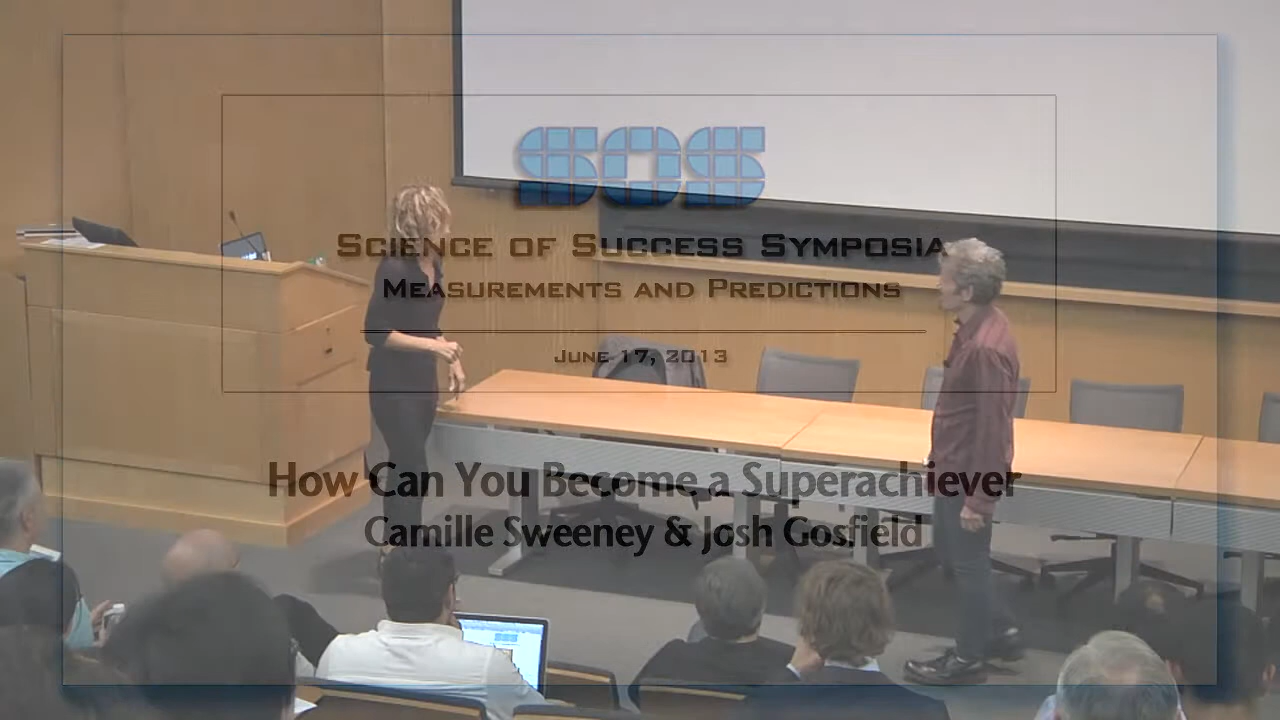 SOS
Science of Success Symposia
Measurements and Predictions
June 17, 2013
How Can You Become a Superachiever
Camille Sweeney & Josh Gosfield